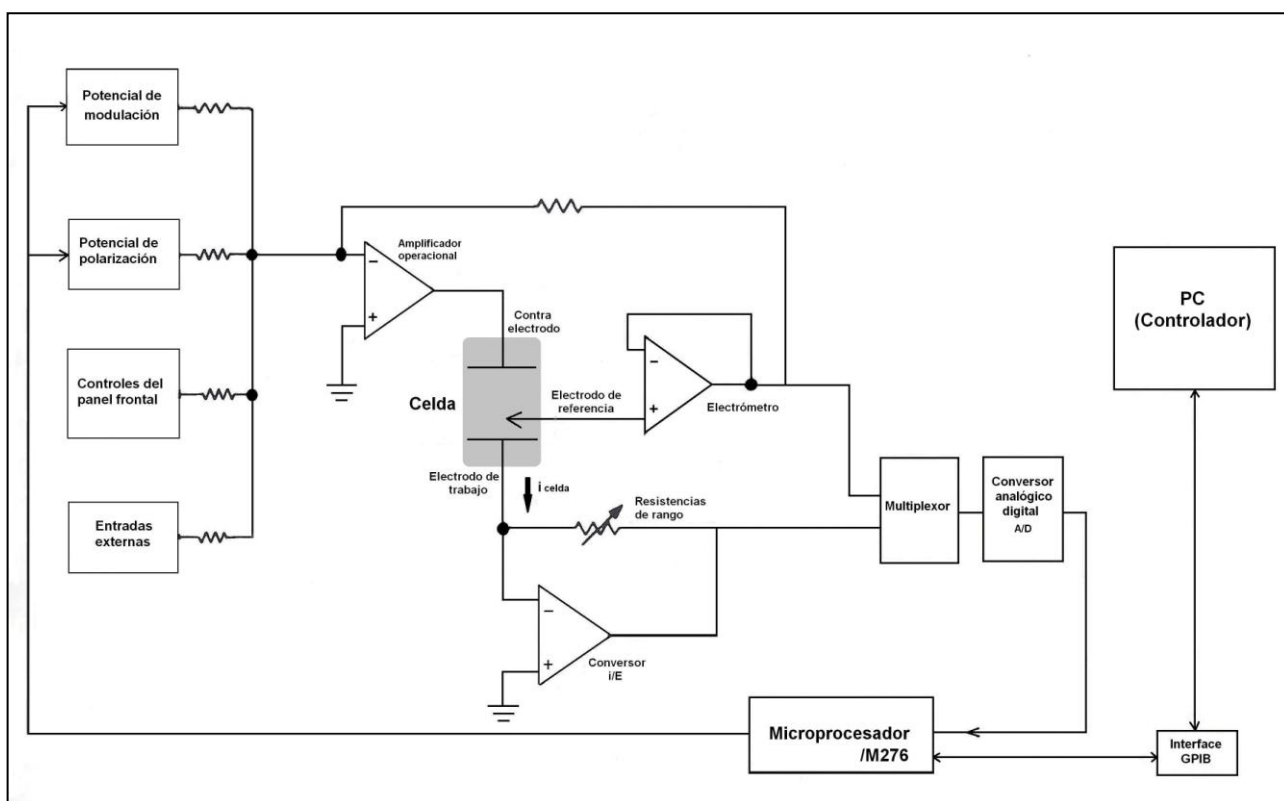 Potencial de
modulación
Potencial de
polarización
Controles del
panel frontal
Entradas
externas
Amplificador
operacional
−
+
Contra
electrodo
Celda
Electrodo de
referencia
−
+
Electrómetro
Electrodo de
trabajo
i celda
Resistencias
de rango
−
+
Conversor
i/E
Multiplexor
Conversor
analógico
digital
A/D
PC
(Controlador)
Microprocesador
/M276
Interface
GPIB